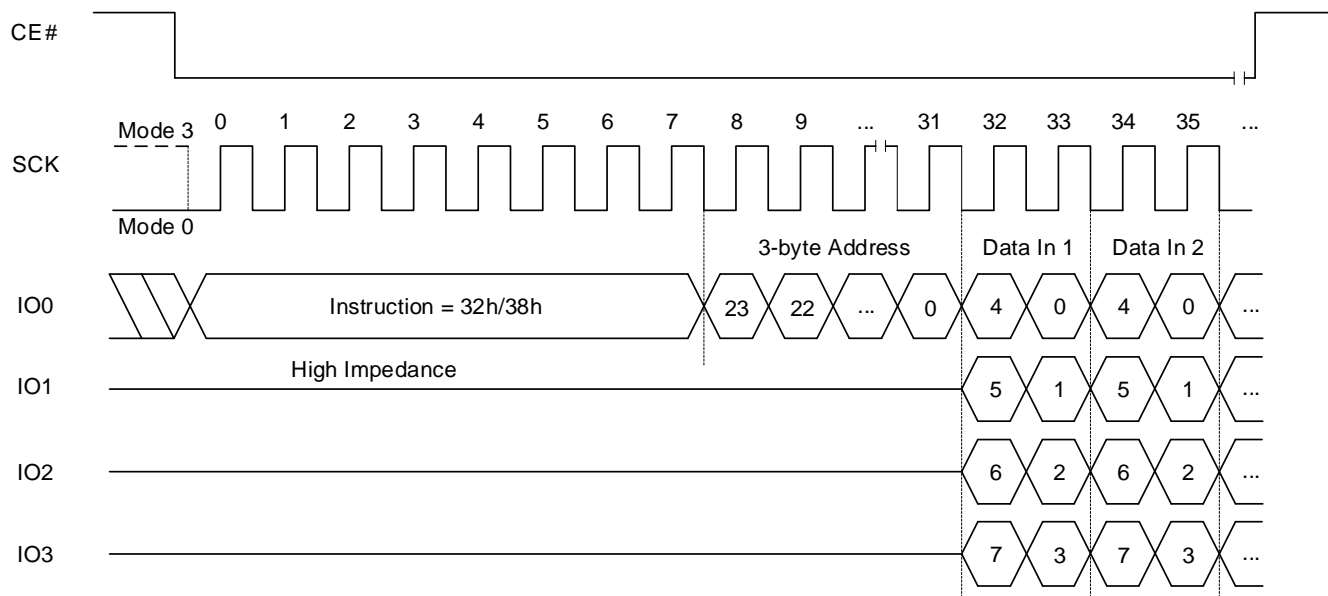 CE#
Mode 3 0 1 2 3 4 5 6 7 8 9 ... 31 32 33 34 35 ...
SCK
Mode 0
3-byte Address Data In 1 Data In 2
IO0 Instruction = 32h/38h 23 22 ... 0 4 0 4 0 ...
High Impedance
IO1 5 1 5 1 ...
IO2 6 2 6 2 ...
IO3 7 3 7 3 ...